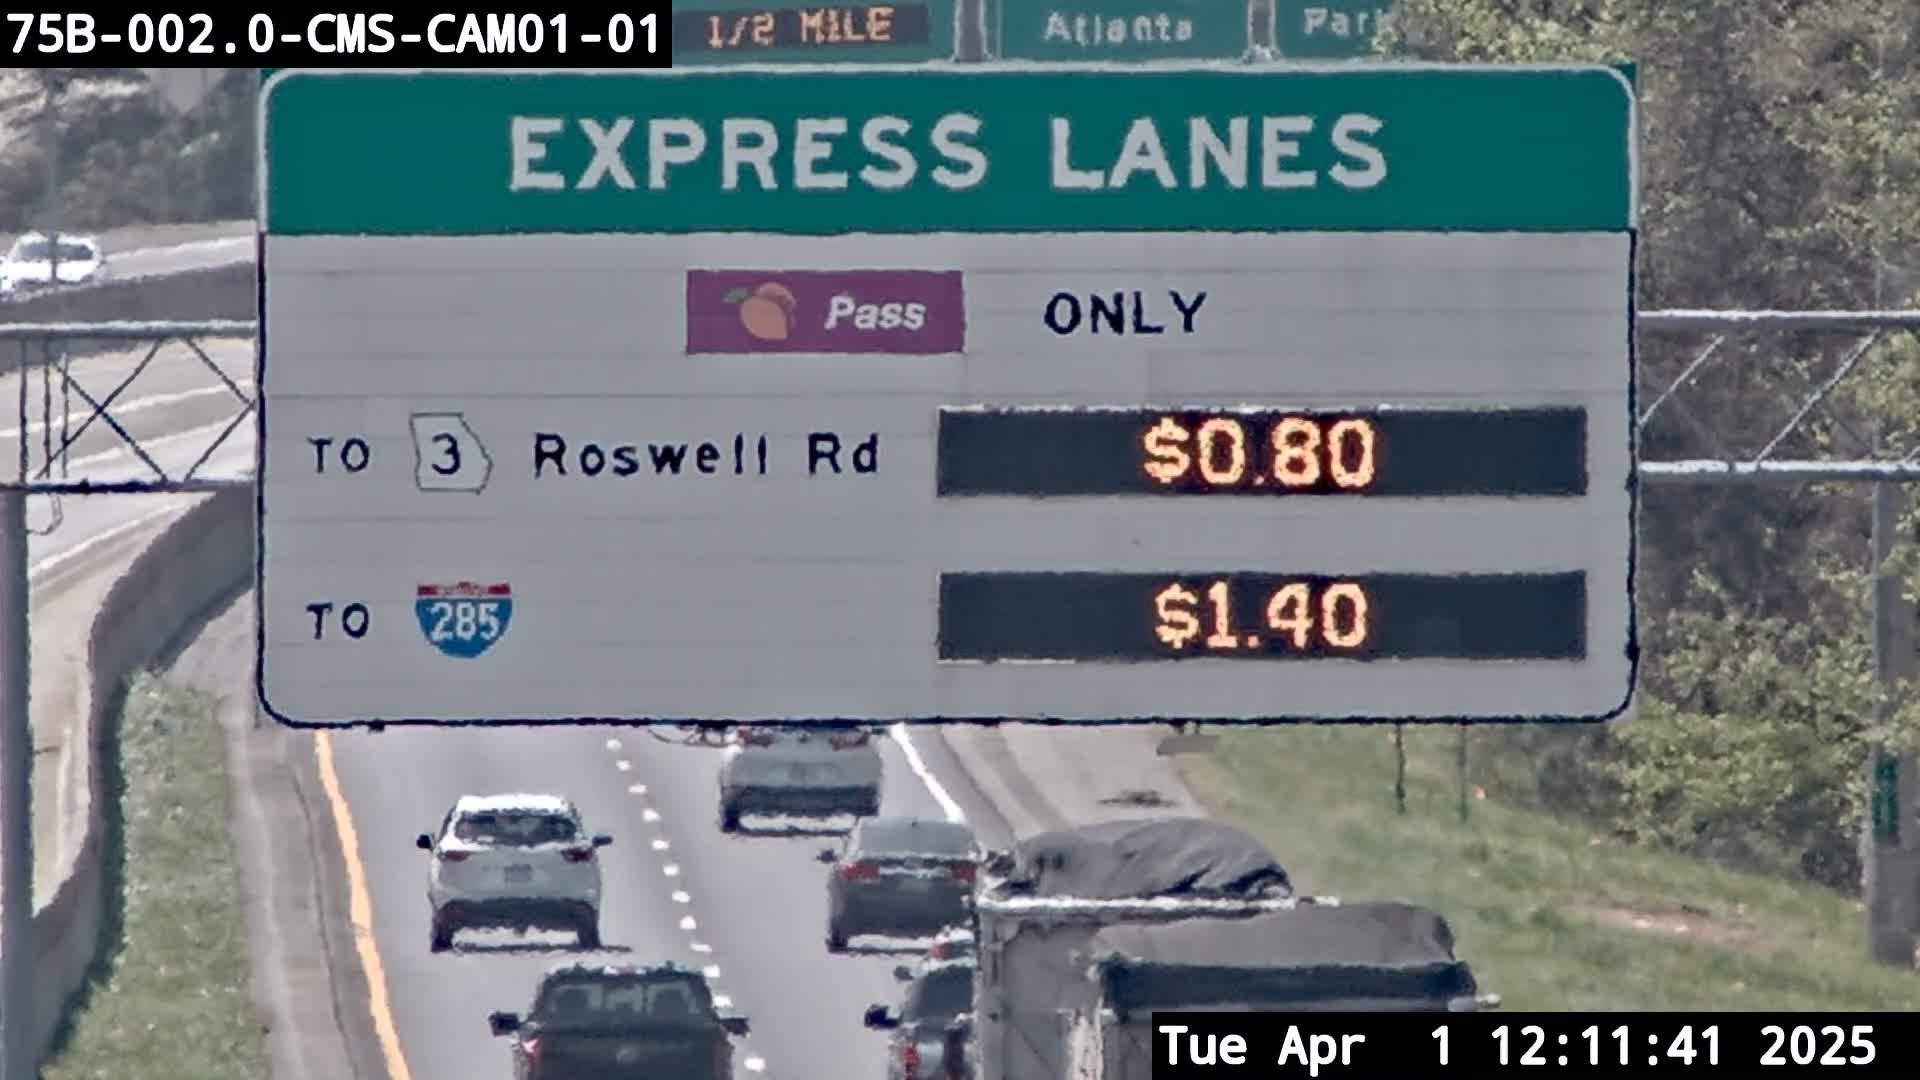 75B-002.0-CMS-CAM01-01
1/2 MILE
Atlanta
EXPRESS LANES
Pass ONLY
TO 3 Roswell Rd $0.80
TO 285 $1.40
Tue Apr 1 12:11:41 2025